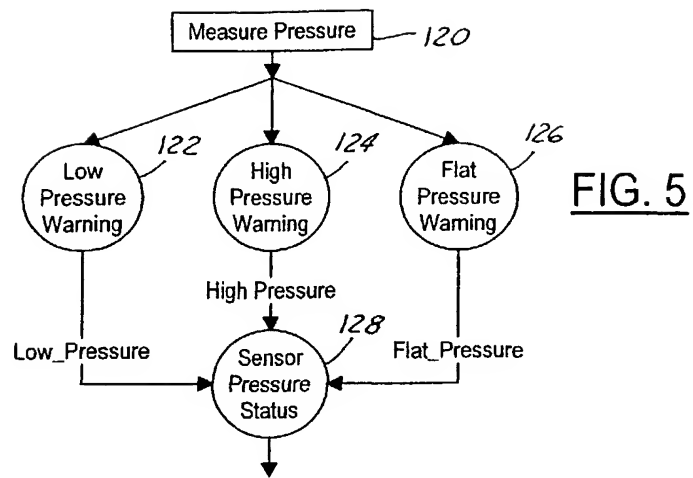 Measure Pressure
120
122
124
126
Low
Pressure
Warning
High
Pressure
Warning
Flat
Pressure
Warning
FIG. 5
High Pressure
128
Low_Pressure
Flat_Pressure
Sensor
Pressure
Status